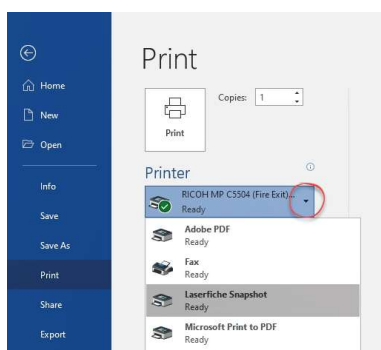 Print
Home
New
Open
Info
Save
Save As
Print
Share
Export
Copies: 1
Print
Printer
RICOH MP C5504 (Fire Exit)...
Ready
Adobe PDF
Ready
Fax
Ready
Laserfiche Snapshot
Ready
Microsoft Print to PDF
Ready